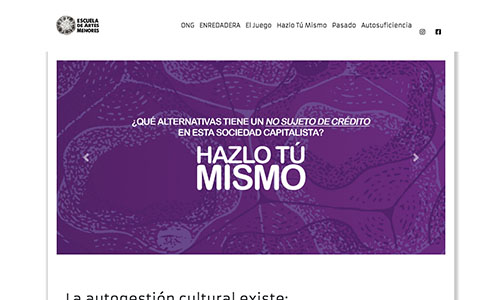 ESCUELA
DE ARTES
MENORES
ONG ENREDADERA El Juego Hazlo Tú Mismo Pasado Autosuficiencia
¿QUÉ ALTERNATIVAS TIENE UN NO SUJETO DE CRÉDITO
EN ESTA SOCIEDAD CAPITALISTA?
HAZLO TÚ
MISMO
La autogestión cultural existe: